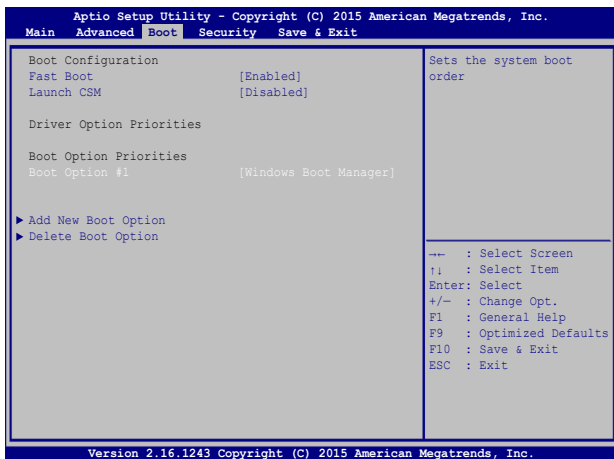 Aptio Setup Utility - Copyright (C) 2015 American Megatrends, Inc.
Main Advanced Boot Security Save & Exit
Boot Configuration
Fast Boot [Enabled]
Launch CSM [Disabled]
Driver Option Priorities
Boot Option Priorities
Boot Option #1 [Windows Boot Manager]
▶ Add New Boot Option
▶ Delete Boot Option
Sets the system boot
order
→← : Select Screen
↑↓ : Select Item
Enter: Select
+/— : Change Opt.
F1 : General Help
F9 : Optimized Defaults
F10 : Save & Exit
ESC : Exit
Version 2.16.1243 Copyright (C) 2015 American Megatrends, Inc.